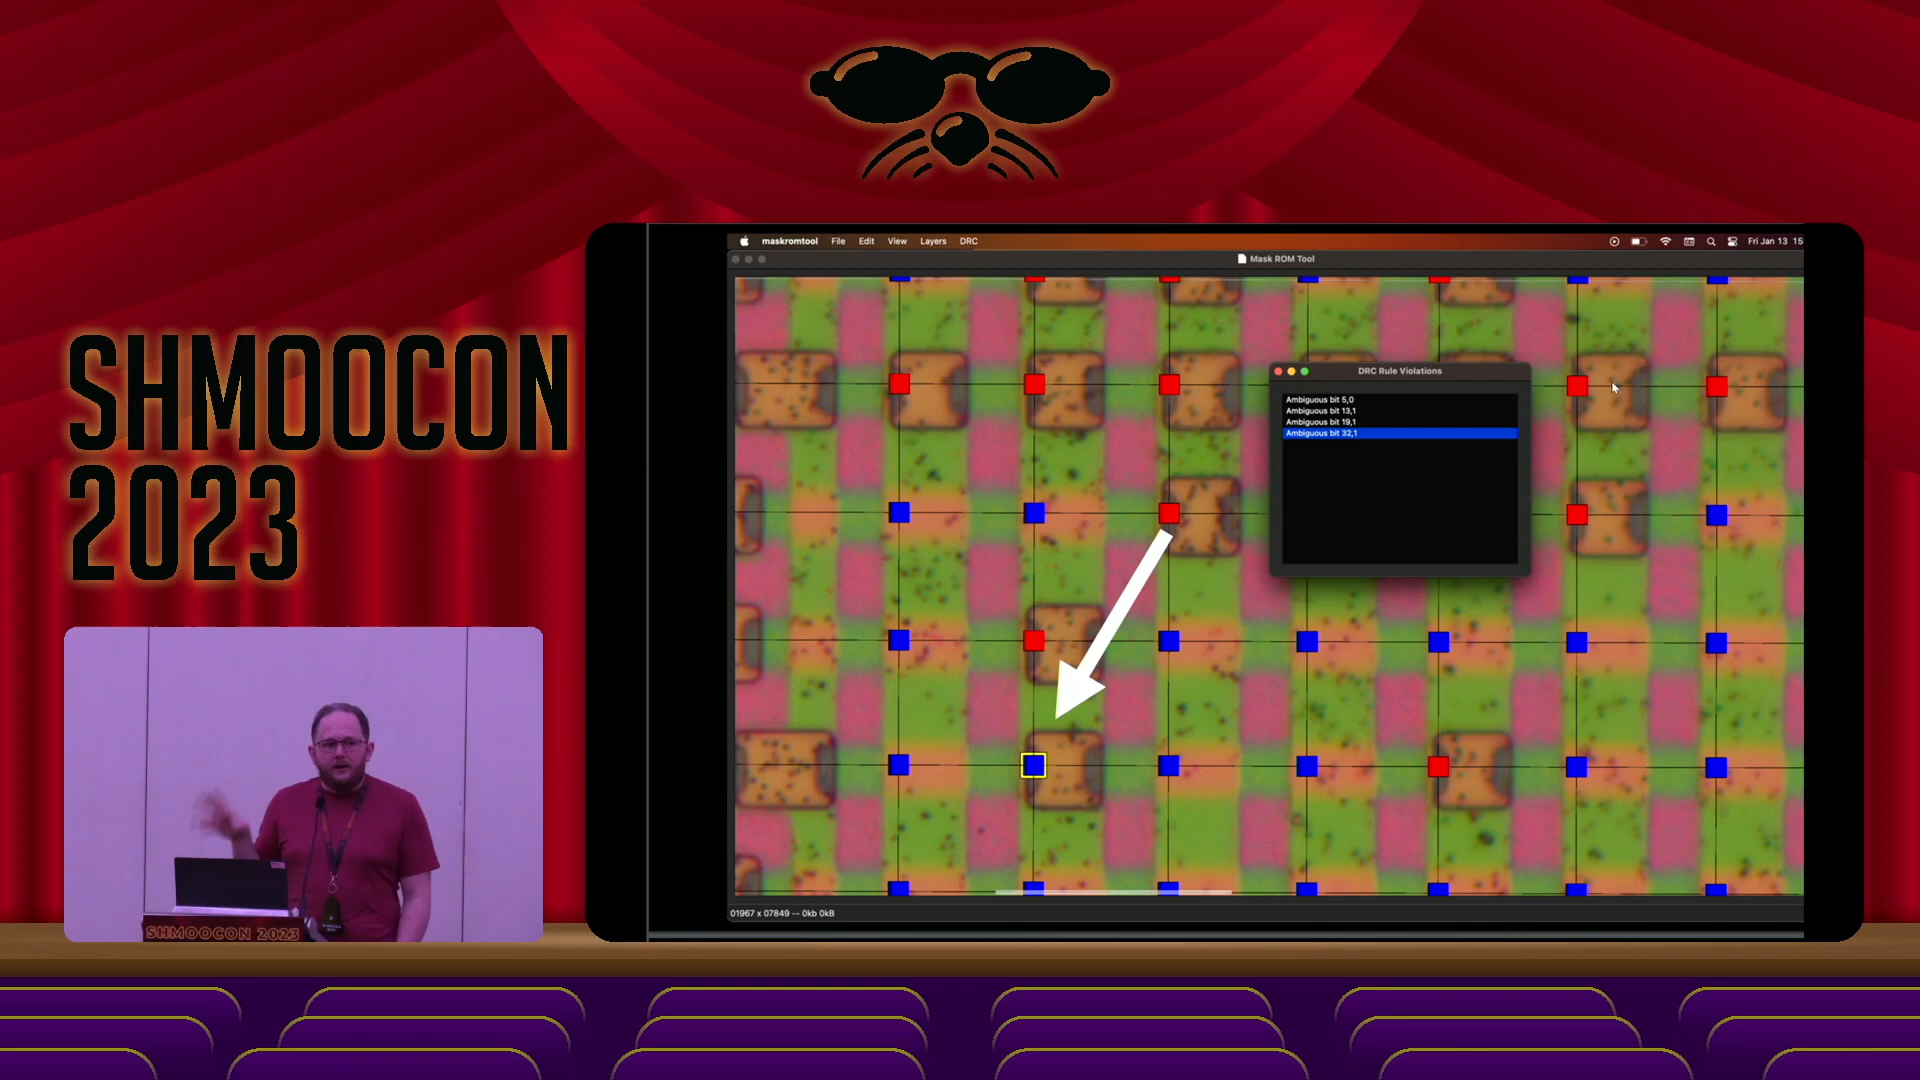 SHMOOCON
2023
maskromtool File Edit View Layers DRC
Fri Jan 13 15
Mask ROM Tool
DRC Rule Violations
Ambiguous bit 5,0
Ambiguous bit 13,1
Ambiguous bit 19,1
Ambiguous bit 32,1
01967 x 07849 -- 0kb 0kB
SHMOOCON 2023